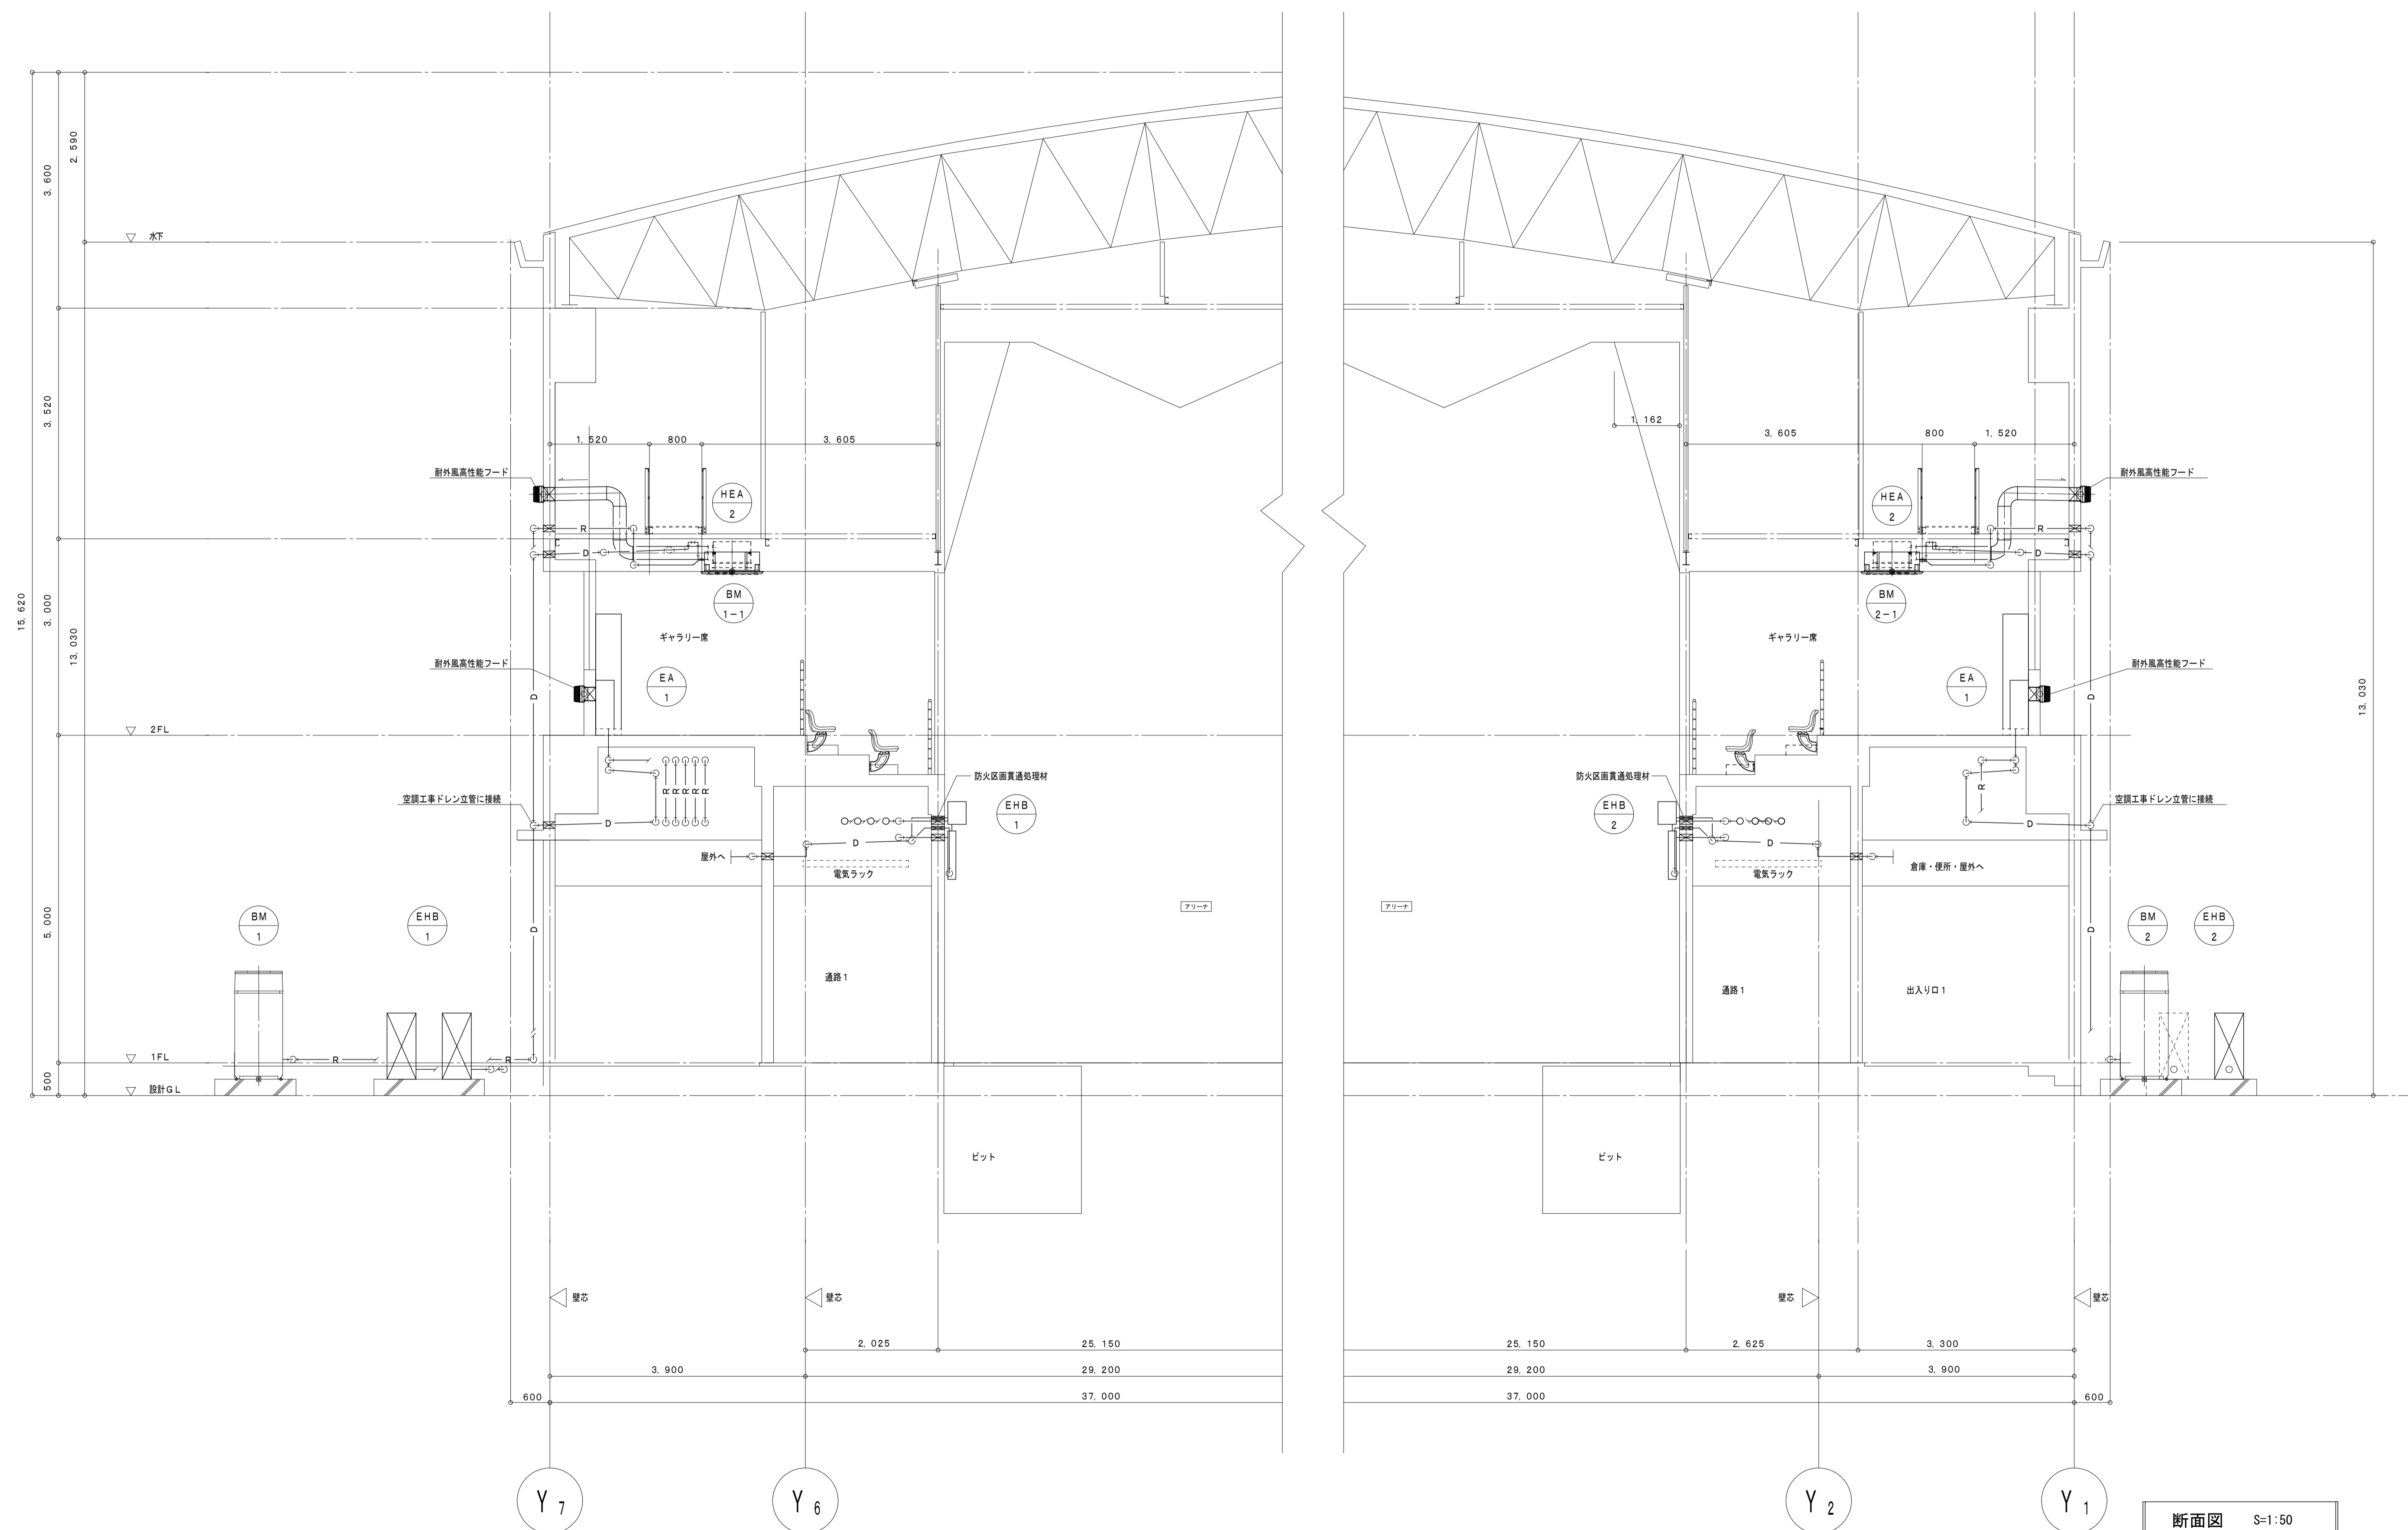 2,590
3,600
水下
3,520
1,520
800
3,605
1,162
3,605
800
1,520
耐外風高性能フード
HEA
2
HEA
2
耐外風高性能フード
R
R
D
D
BM
1-1
BM
2-1
15,620
3,000
13,030
ギャラリー席
ギャラリー席
耐外風高性能フード
EA
1
EA
1
耐外風高性能フード
D
D
13,030
2FL
防火区画貫通処理材
防火区画貫通処理材
R R R R R
R
空調工事ドレン立管に接続
D
EHB
1
EHB
2
D
空調工事ドレン立管に接続
D
D
屋外へ
電気ラック
電気ラック
倉庫・便所・屋外へ
アリーナ
アリーナ
5,000
BM
1
EHB
1
D
D
BM
2
EHB
2
通路1
通路1
出入り口1
1FL
R
R
500
設計GL
ピット
ピット
壁芯
壁芯
壁芯
壁芯
2,025
25,150
25,150
2,625
3,300
3,900
29,200
29,200
3,900
600
37,000
37,000
600
Y7
Y6
Y2
Y1
断面図 S=1:50